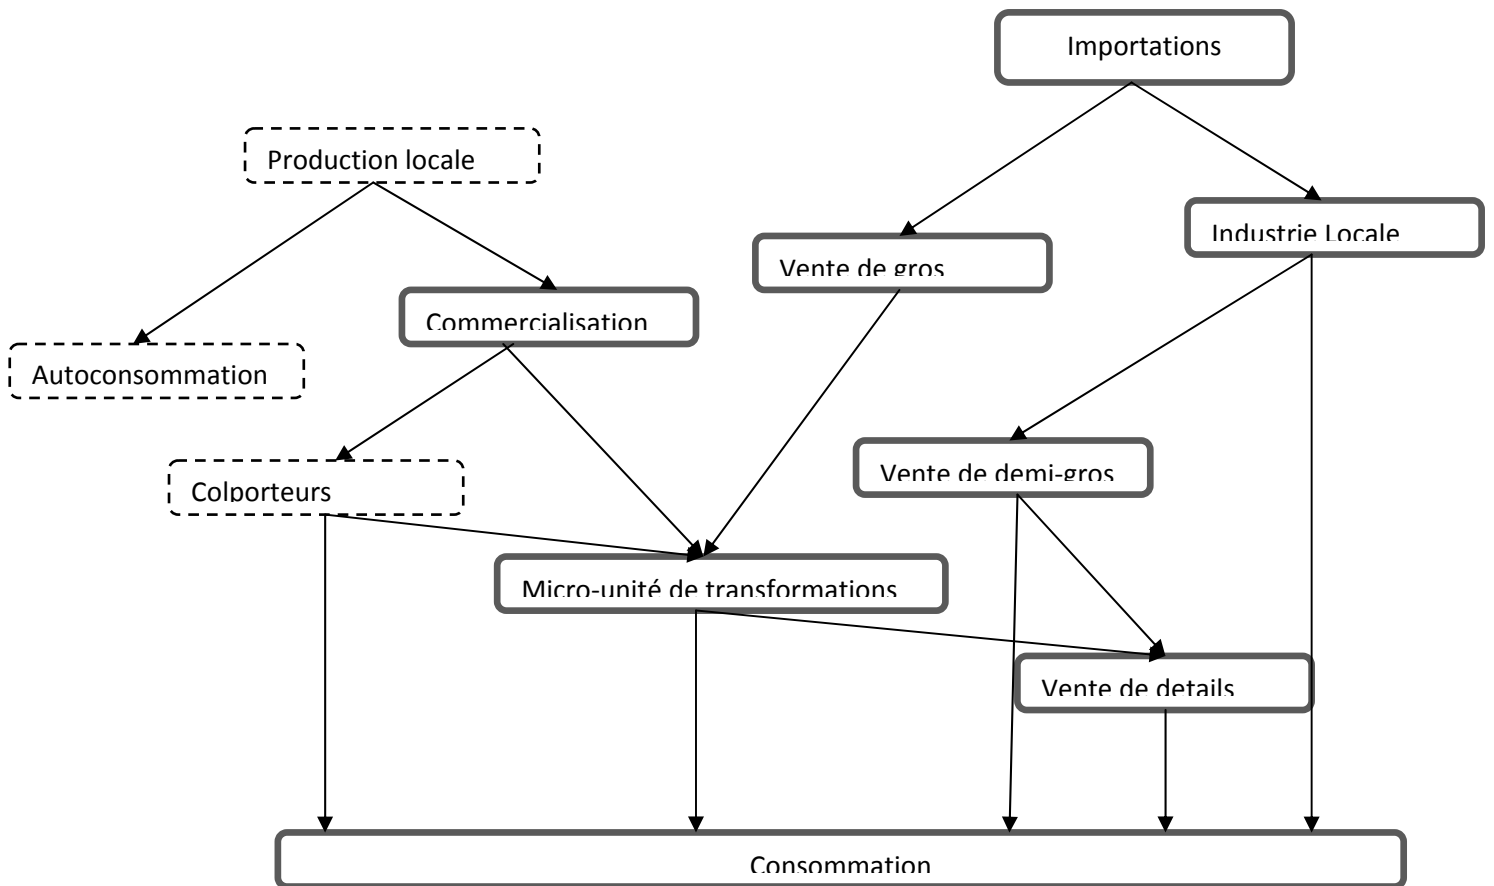 Importations
Production locale
Industrie Locale
Vente de gros
Commercialisation
Autoconsommation
Vente de demi-gros
Colporteurs
Micro-unité de transformations
Vente de details
Consommation